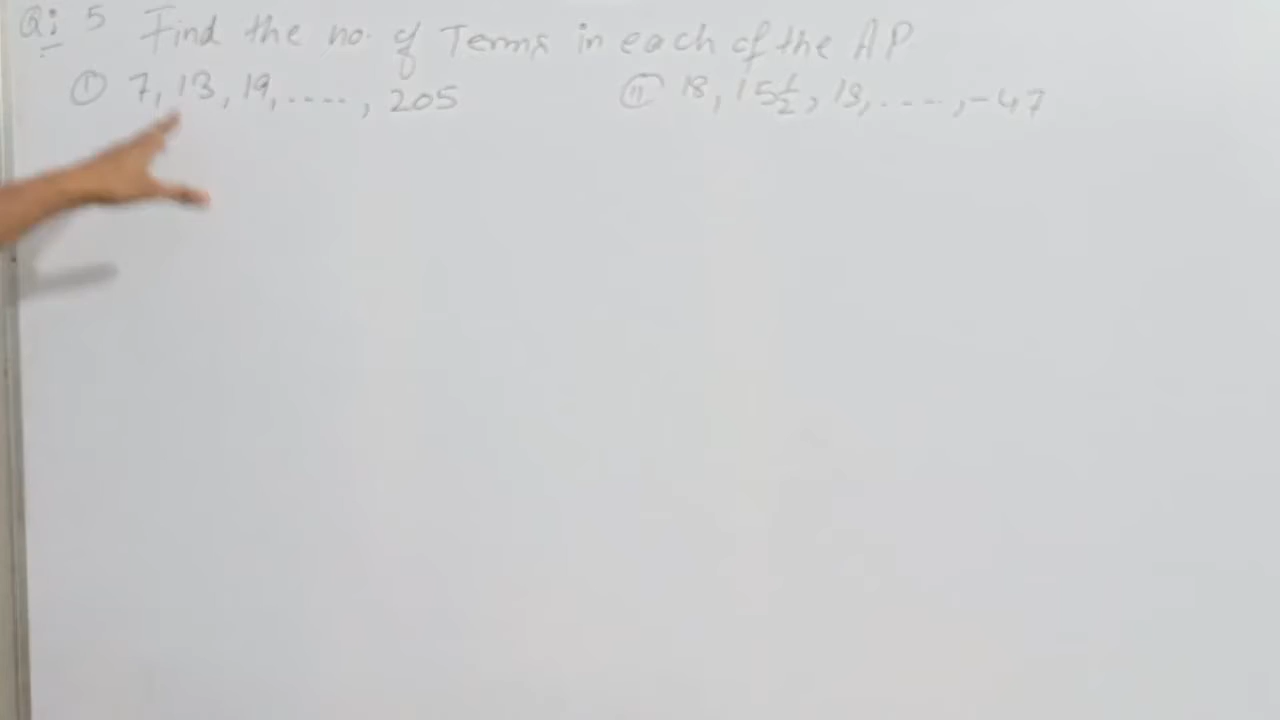 Q: 5 Find the no. of Terms in each of the AP
① 7, 13, 19, ...., 205 ⑪ 18, 15½, 13, ...., -47